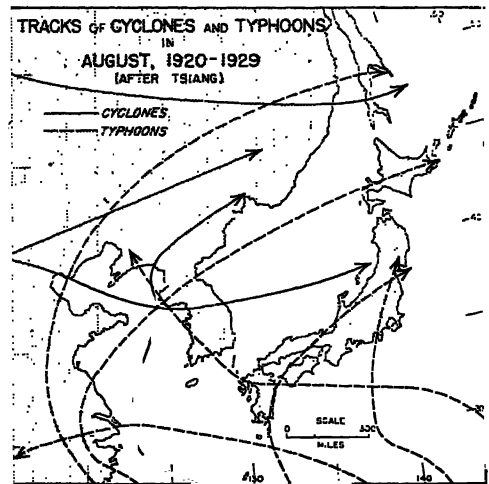 TRACKS OF CYCLONES AND TYPHOONS
IN
AUGUST, 1920-1929
(AFTER TSIANG)
CYCLONES
TYPHOONS
SCALE
0 300
MILES
130
140